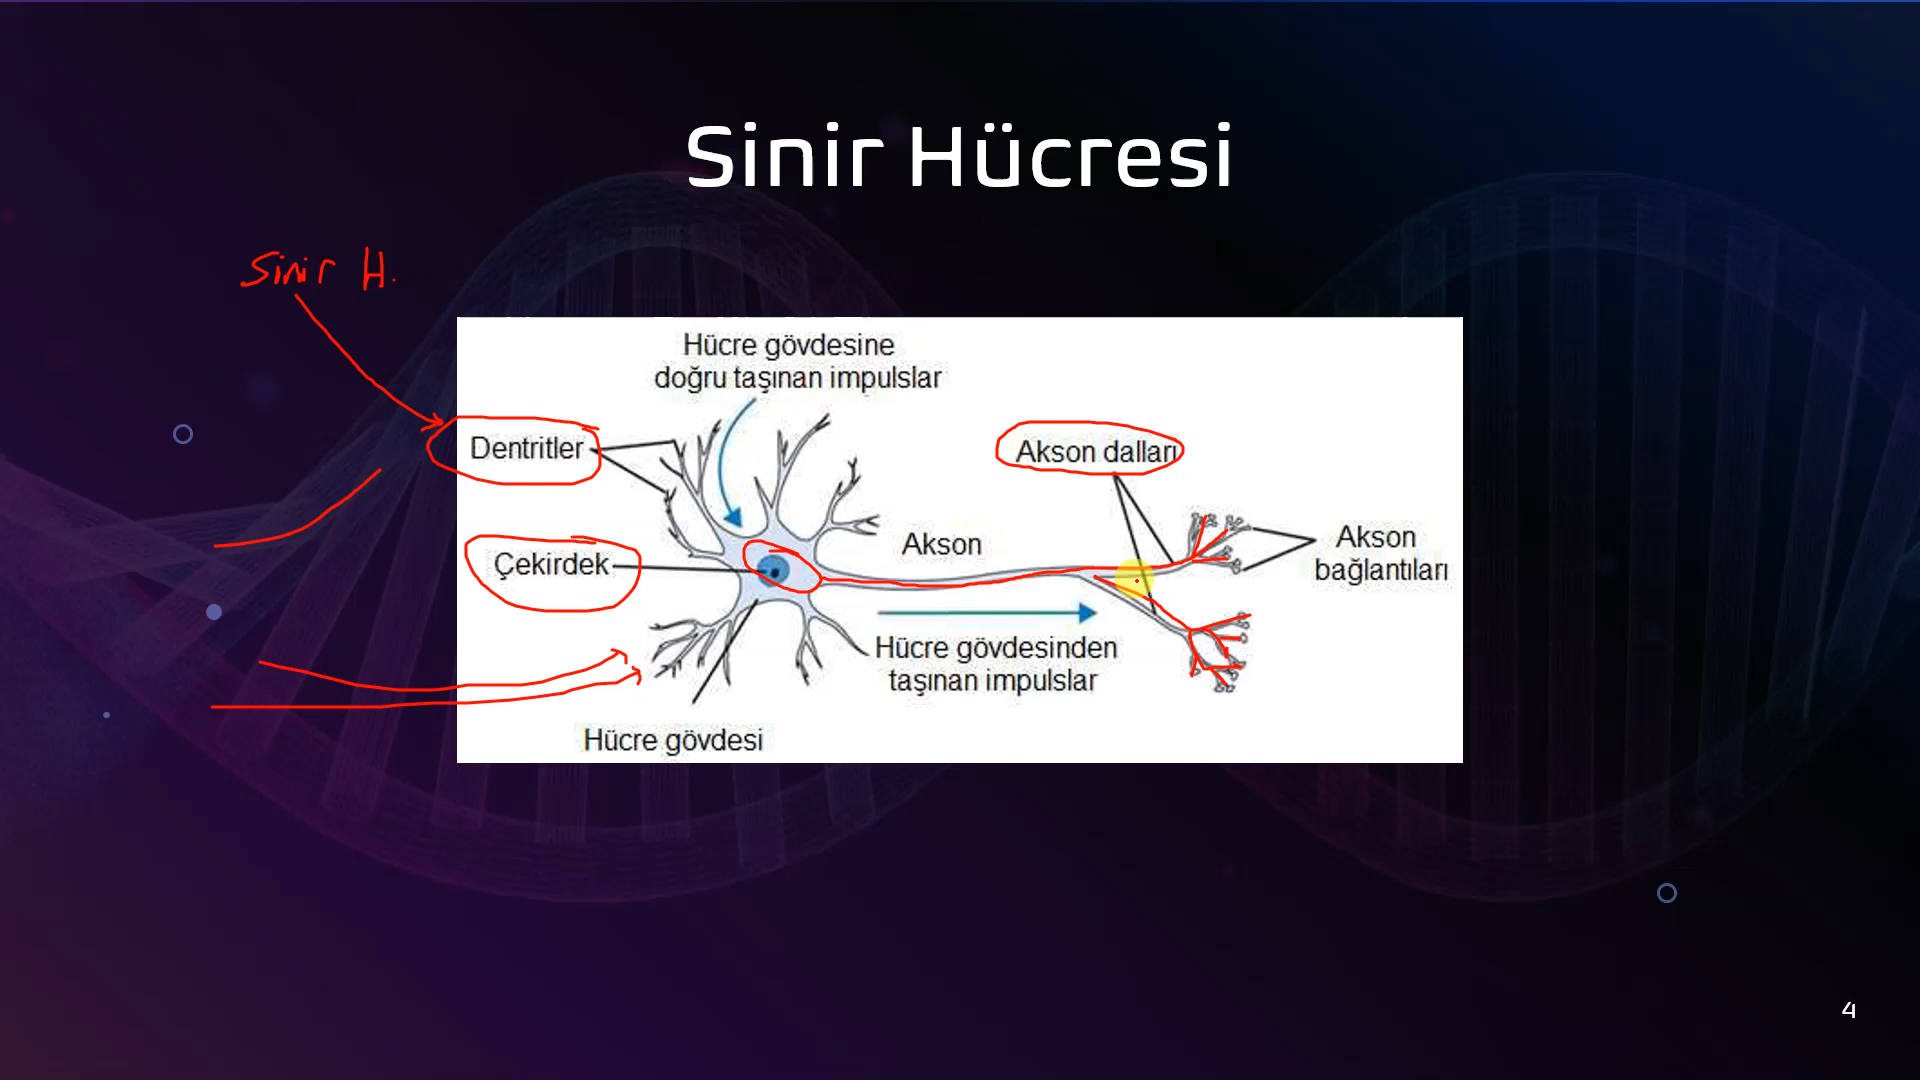 Sinir Hücresi
Sinir H.
Hücre gövdesine
doğru taşınan impulslar
Dentritler
Akson dalları
Çekirdek
Akson
Akson
bağlantıları
Hücre gövdesinden
taşınan impulslar
Hücre gövdesi
4